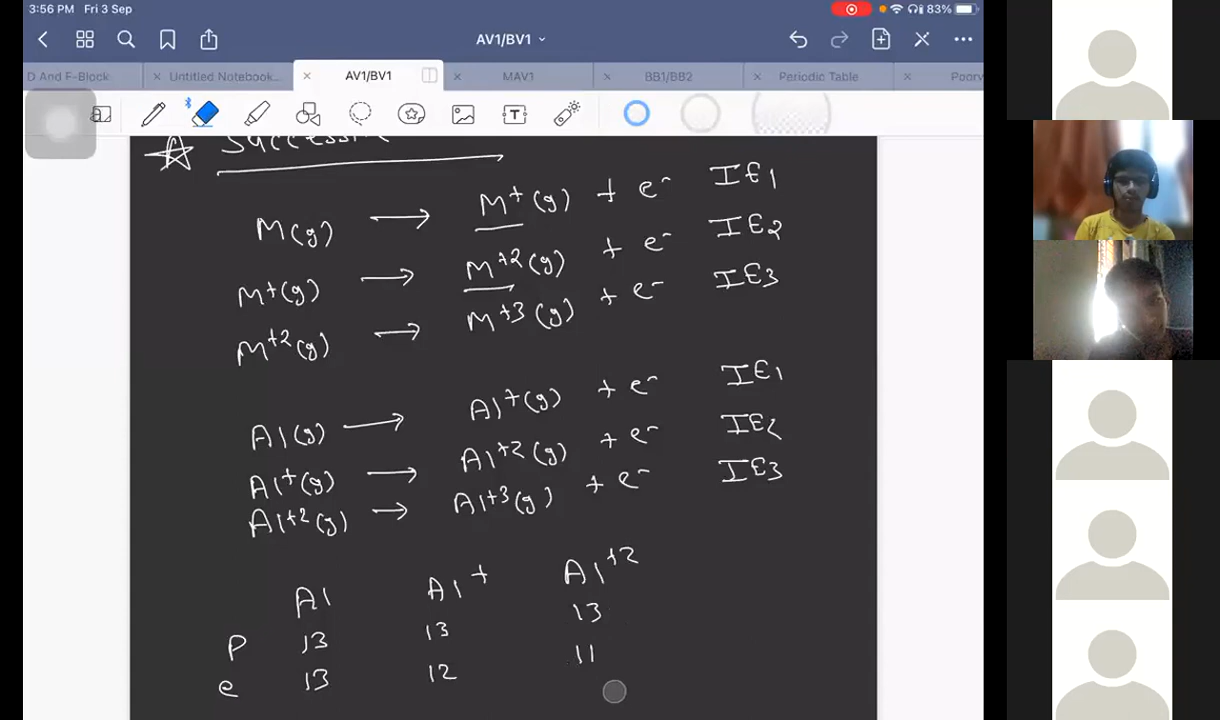 3:56 PM Fri 3 Sep 83%
AV1/BV1
D And F-Block Untitled Notebook... AV1/BV1 MAV1 BB1/BB2 Periodic Table Poorv
Successive
M(g) → M+(g) + e- IE1
M+(g) → M+2(g) + e- IE2
M+2(g) → M+3(g) + e- IE3
Al(g) → Al+(g) + e- IE1
Al+(g) → Al+2(g) + e- IE2
Al+2(g) → Al+3(g) + e- IE3
Al Al+ Al+2
P 13 13 13
e 13 12 11